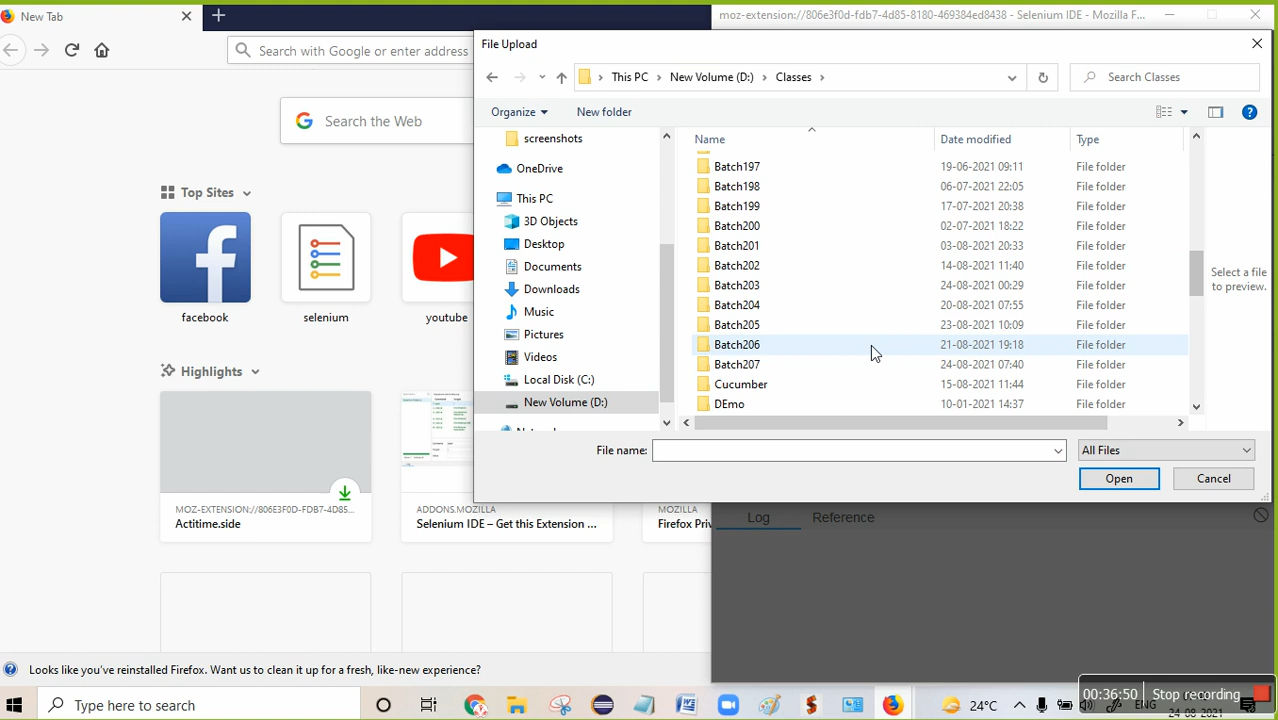 New Tab
moz-extension://806e3f0d-fdb7-4d85-8180-469384ed8438 - Selenium IDE - Mozilla F...
Search with Google or enter address
File Upload
This PC > New Volume (D:) > Classes >
Search Classes
Organize
New folder
Search the Web
Top Sites
facebook
selenium
youtube
Highlights
MOZ-EXTENSION://806E3F0D-FDB7-4D85...
Actitime.side
ADDONS.MOZILLA
Selenium IDE – Get this Extension ...
MOZILLA
Firefox Priv
screenshots
OneDrive
This PC
3D Objects
Desktop
Documents
Downloads
Music
Pictures
Videos
Local Disk (C:)
New Volume (D:)
Name Date modified Type
Batch197 19-06-2021 09:11 File folder
Batch198 06-07-2021 22:05 File folder
Batch199 17-07-2021 20:38 File folder
Batch200 02-07-2021 18:22 File folder
Batch201 03-08-2021 20:33 File folder
Batch202 14-08-2021 11:40 File folder
Batch203 24-08-2021 00:29 File folder
Batch204 20-08-2021 07:55 File folder
Batch205 23-08-2021 10:09 File folder
Batch206 21-08-2021 19:18 File folder
Batch207 24-08-2021 07:40 File folder
Cucumber 15-08-2021 11:44 File folder
DEmo 10-01-2021 14:37 File folder
Select a file
to preview.
File name:
All Files
Open
Cancel
Log
Reference
Looks like you've reinstalled Firefox. Want us to clean it up for a fresh, like-new experience?
Type here to search
24°C
ENG
24-08-2021
00:36:50
Stop recording